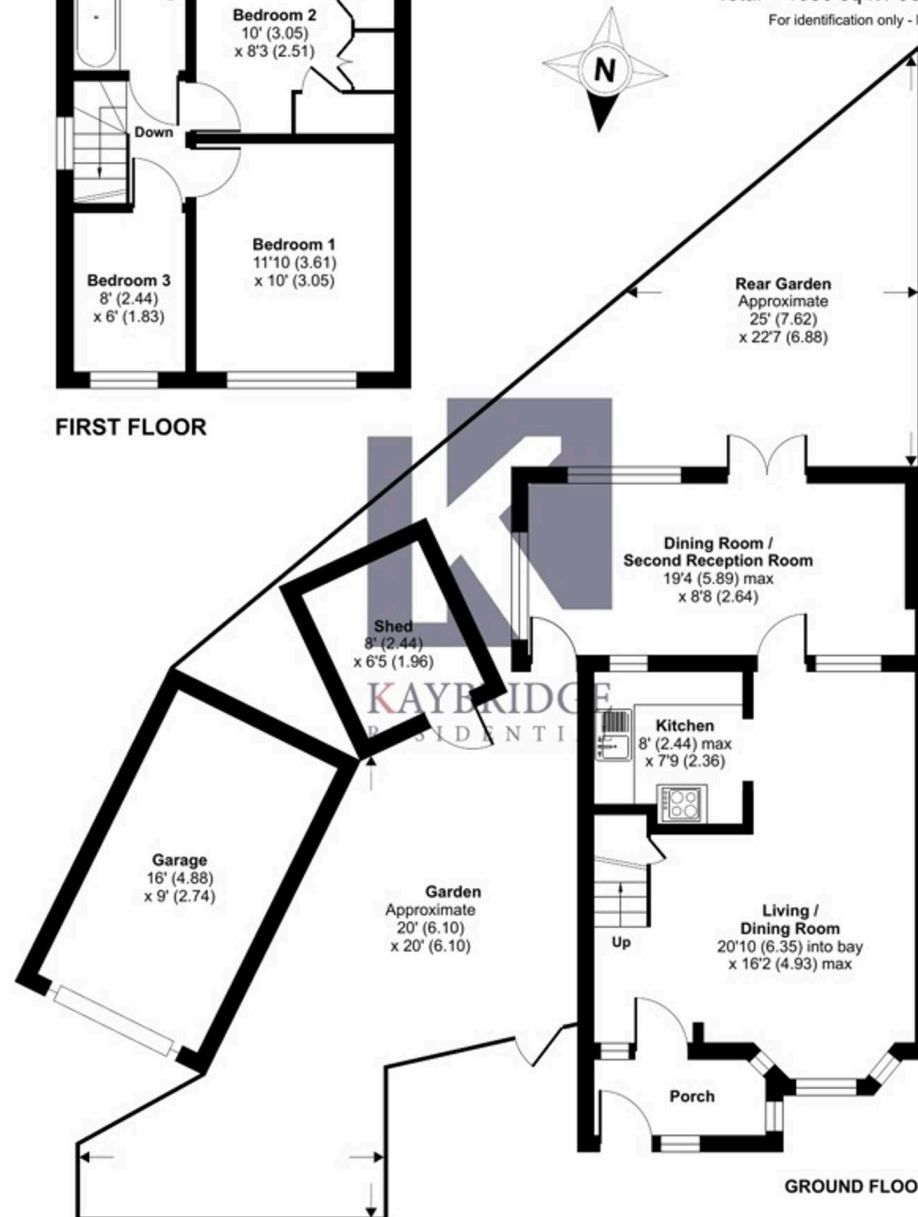 For identification only -
N
Bedroom 2
10' (3.05)
x 8'3 (2.51)
Down
Bedroom 1
11'10 (3.61)
x 10' (3.05)
Bedroom 3
8' (2.44)
x 6' (1.83)
FIRST FLOOR
Rear Garden
Approximate
25' (7.62)
x 22'7 (6.88)
Dining Room /
Second Reception Room
19'4 (5.89) max
x 8'8 (2.64)
Shed
8' (2.44)
x 6'5 (1.96)
KAYBRIDGE
RESIDENTIAL
Kitchen
8' (2.44) max
x 7'9 (2.36)
Garage
16' (4.88)
x 9' (2.74)
Garden
Approximate
20' (6.10)
x 20' (6.10)
Up
Living /
Dining Room
20'10 (6.35) into bay
x 16'2 (4.93) max
Porch
GROUND FLOO